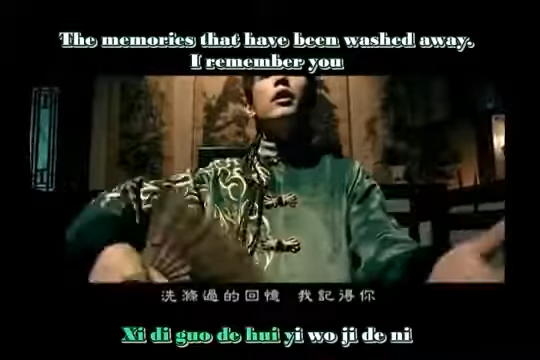 The memories that have been washed away.
I remember you
洗滌過的回憶 我記得你
Xi di guo de hui yi wo ji de ni